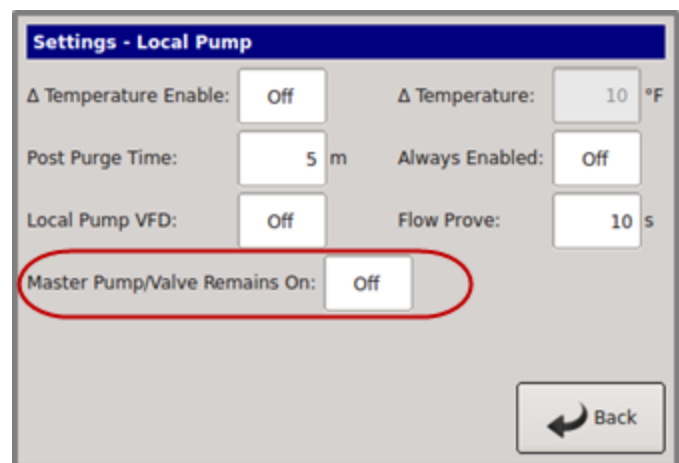 Settings - Local Pump
Δ Temperature Enable: Off Δ Temperature: 10 °F
Post Purge Time: 5 m Always Enabled: Off
Local Pump VFD: Off Flow Prove: 10 s
Master Pump/Valve Remains On: Off
Back